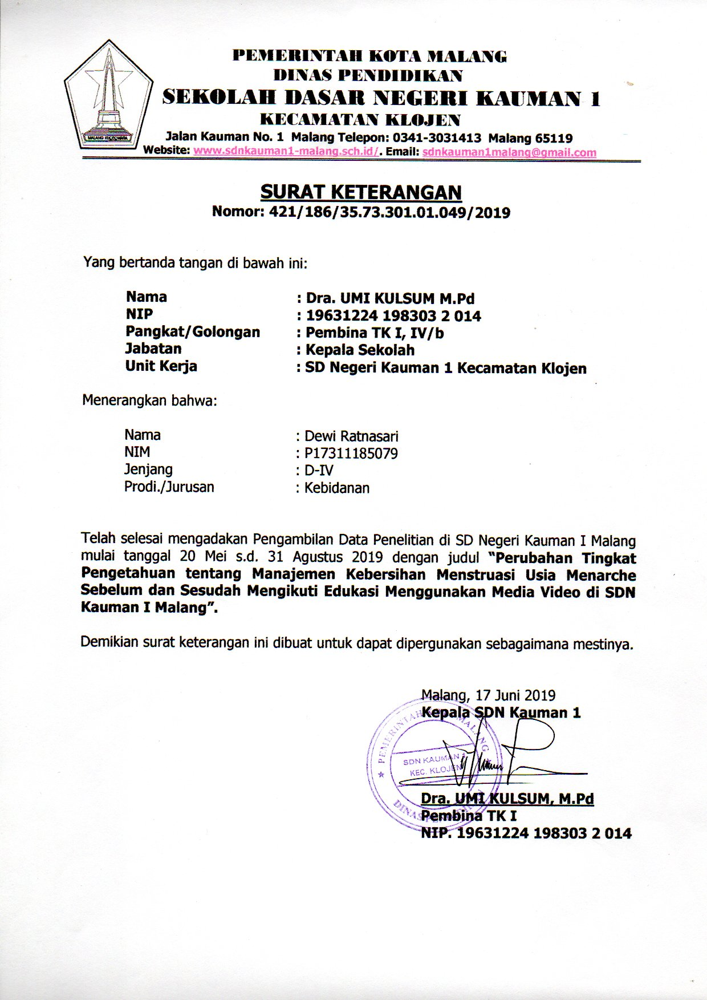 PEMERINTAH KOTA MALANG
DINAS PENDIDIKAN
SEKOLAH DASAR NEGERI KAUMAN 1
KECAMATAN KLOJEN
Jalan Kauman No. 1 Malang Telepon: 0341-3031413 Malang 65119
Website: www.sdnkauman1-malang.sch.id/. Email: sdnkauman1malang@gmail.com
MALANG KUCECWARA
SURAT KETERANGAN
Nomor: 421/186/35.73.301.01.049/2019
Yang bertanda tangan di bawah ini:
Nama : Dra. UMI KULSUM M.Pd
NIP : 19631224 198303 2 014
Pangkat/Golongan : Pembina TK I, IV/b
Jabatan : Kepala Sekolah
Unit Kerja : SD Negeri Kauman 1 Kecamatan Klojen
Menerangkan bahwa:
Nama : Dewi Ratnasari
NIM : P17311185079
Jenjang : D-IV
Prodi./Jurusan : Kebidanan
Telah selesai mengadakan Pengambilan Data Penelitian di SD Negeri Kauman I Malang
mulai tanggal 20 Mei s.d. 31 Agustus 2019 dengan judul “Perubahan Tingkat
Pengetahuan tentang Manajemen Kebersihan Menstruasi Usia Menarche
Sebelum dan Sesudah Mengikuti Edukasi Menggunakan Media Video di SDN
Kauman I Malang”.
Demikian surat keterangan ini dibuat untuk dapat dipergunakan sebagaimana mestinya.
Malang, 17 Juni 2019
Kepala SDN Kauman 1
PEMERINTAH KOTA MALANG
SDN KAUMAN 1
KEC. KLOJEN
DINAS PENDIDIKAN
Dra. UMI KULSUM, M.Pd
Pembina TK I
NIP. 19631224 198303 2 014